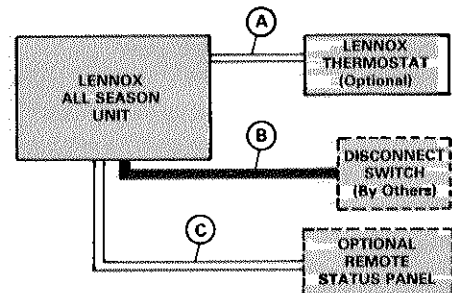 A
LENNOX
THERMOSTAT
(Optional)
LENNOX
ALL SEASON
UNIT
B
DISCONNECT
SWITCH
(By Others)
C
OPTIONAL
REMOTE
STATUS PANEL